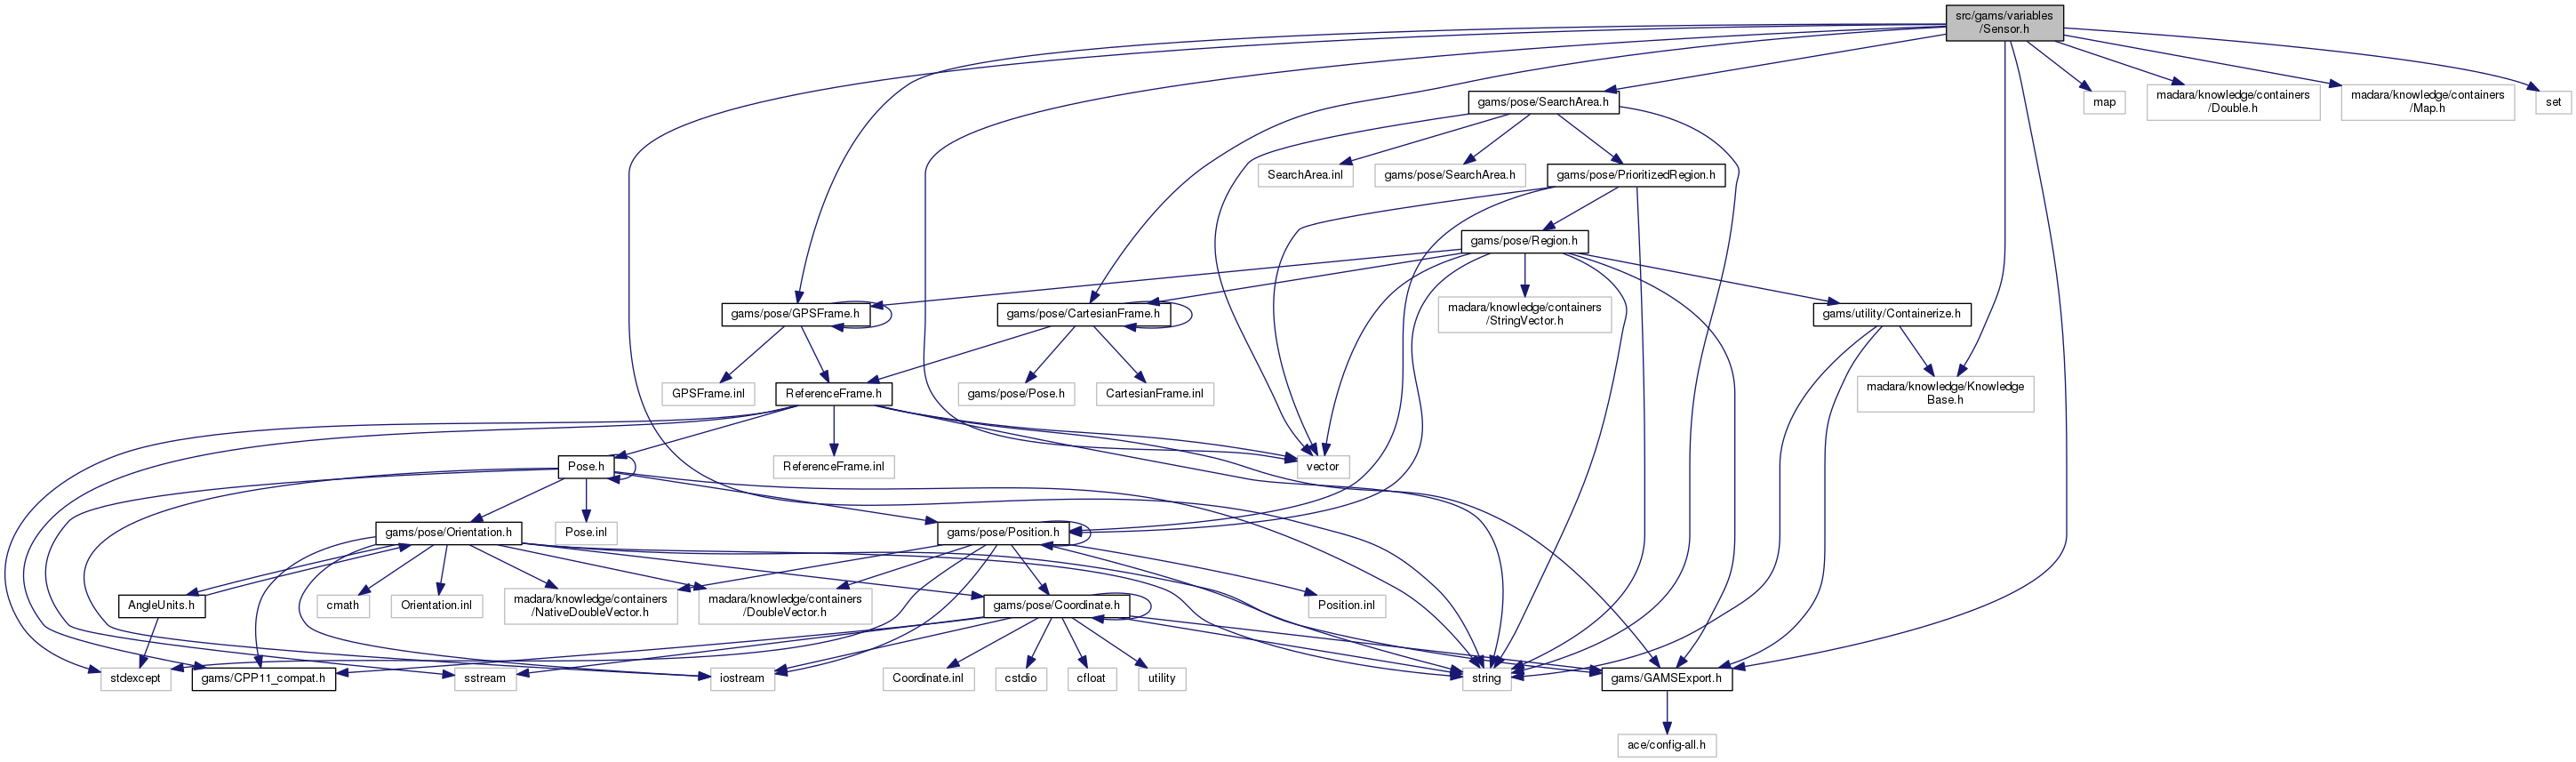 src/gams/variables
/Sensor.h
gams/pose/SearchArea.h
map
madara/knowledge/containers
/Double.h
madara/knowledge/containers
/Map.h
set
SearchArea.inl
gams/pose/SearchArea.h
gams/pose/PrioritizedRegion.h
gams/pose/Region.h
gams/pose/GPSFrame.h
gams/pose/CartesianFrame.h
madara/knowledge/containers
/StringVector.h
gams/utility/Containerize.h
GPSFrame.inl
ReferenceFrame.h
gams/pose/Pose.h
CartesianFrame.inl
madara/knowledge/Knowledge
Base.h
Pose.h
ReferenceFrame.inl
vector
gams/pose/Orientation.h
Pose.inl
gams/pose/Position.h
AngleUnits.h
cmath
Orientation.inl
madara/knowledge/containers
/NativeDoubleVector.h
madara/knowledge/containers
/DoubleVector.h
gams/pose/Coordinate.h
Position.inl
stdexcept
gams/CPP11_compat.h
sstream
iostream
Coordinate.inl
cstdio
cfloat
utility
string
gams/GAMSExport.h
ace/config-all.h